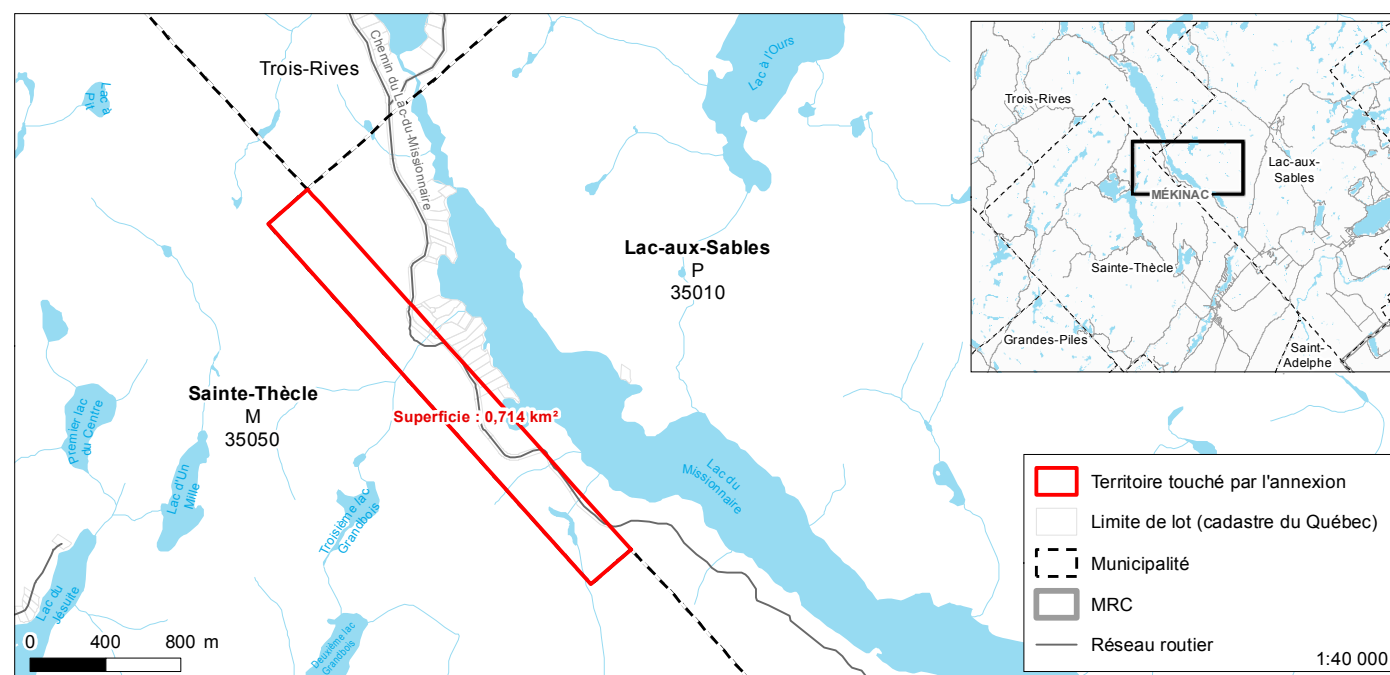 Trois-Rives
Chemin du Lac-du-Missionnaire
Lac à
Pil
Lac à l'Ours
Lac-aux-Sables
P
35010
Sainte-Thècle
M
35050
Superficie : 0,714 km²
Premier lac
du Centre
Lac d'Un
Mille
Troisième lac
Grandbois
Lac du
Missionnaire
Lac du
Jésuite
Deuxième lac
Grandbois
0 400 800 m
Trois-Rives
Lac-aux-
Sables
MÉKINAC
Sainte-Thècle
Grandes-Piles
Saint-
Adelphe
Territoire touché par l'annexion
Limite de lot (cadastre du Québec)
Municipalité
MRC
Réseau routier
1:40 000